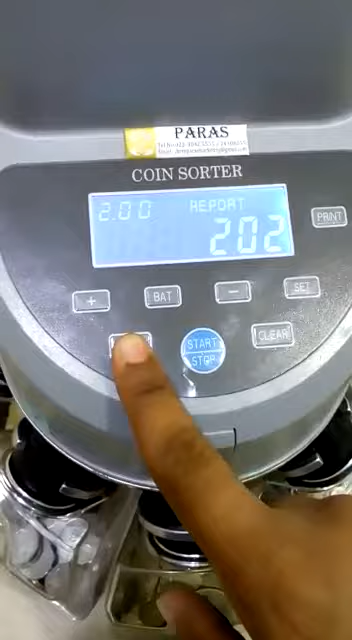 PARAS
COIN SORTER
2.00 REPORT
202
PRINT
+ BAT - SET
START
STOP
CLEAR